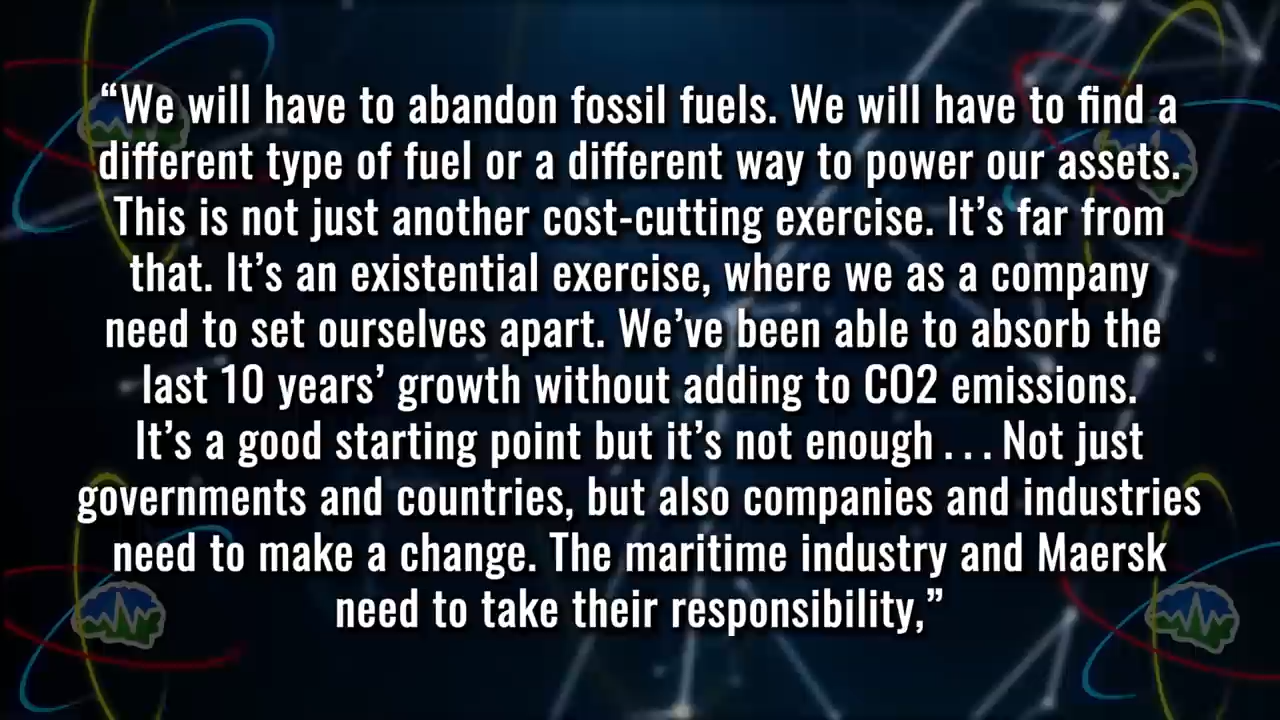 “We will have to abandon fossil fuels. We will have to find a
different type of fuel or a different way to power our assets.
This is not just another cost-cutting exercise. It’s far from
that. It’s an existential exercise, where we as a company
need to set ourselves apart. We’ve been able to absorb the
last 10 years’ growth without adding to CO2 emissions.
It’s a good starting point but it’s not enough . . . Not just
governments and countries, but also companies and industries
need to make a change. The maritime industry and Maersk
need to take their responsibility,”